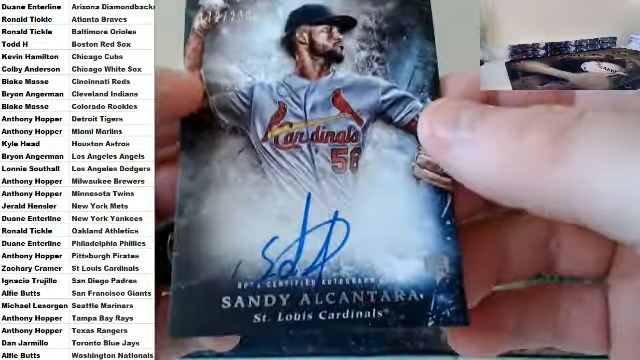 Duane Enterline Arizona Diamondbacks
Ronald Tickle Atlanta Braves
Ronald Tickle Baltimore Orioles
Todd H Boston Red Sox
Kevin Hamilton Chicago Cubs
Colby Anderson Chicago White Sox
Blake Masse Cincinnati Reds
Bryon Angerman Cleveland Indians
Blake Masse Colorado Rockies
Anthony Hopper Detroit Tigers
Anthony Hopper Miami Marlins
Kyle Head Houston Astros
Bryon Angerman Los Angeles Angels
Lonnie Southall Los Angeles Dodgers
Anthony Hopper Milwaukee Brewers
Anthony Hopper Minnesota Twins
Jerald Hensler New York Mets
Duane Enterline New York Yankees
Ronald Tickle Oakland Athletics
Duane Enterline Philadelphia Phillies
Anthony Hopper Pittsburgh Pirates
Zachary Cramer St Louis Cardinals
Ignacio Trujillo San Diego Padres
Alfie Butts San Francisco Giants
Michael Lesorgen Seattle Mariners
Anthony Hopper Tampa Bay Rays
Anthony Hopper Texas Rangers
Dan Jarmillo Toronto Blue Jays
Alfie Butts Washington Nationals
Cardinals
CERTIFIED AUTOGRAPH
SANDY ALCANTARA
St. Louis Cardinals